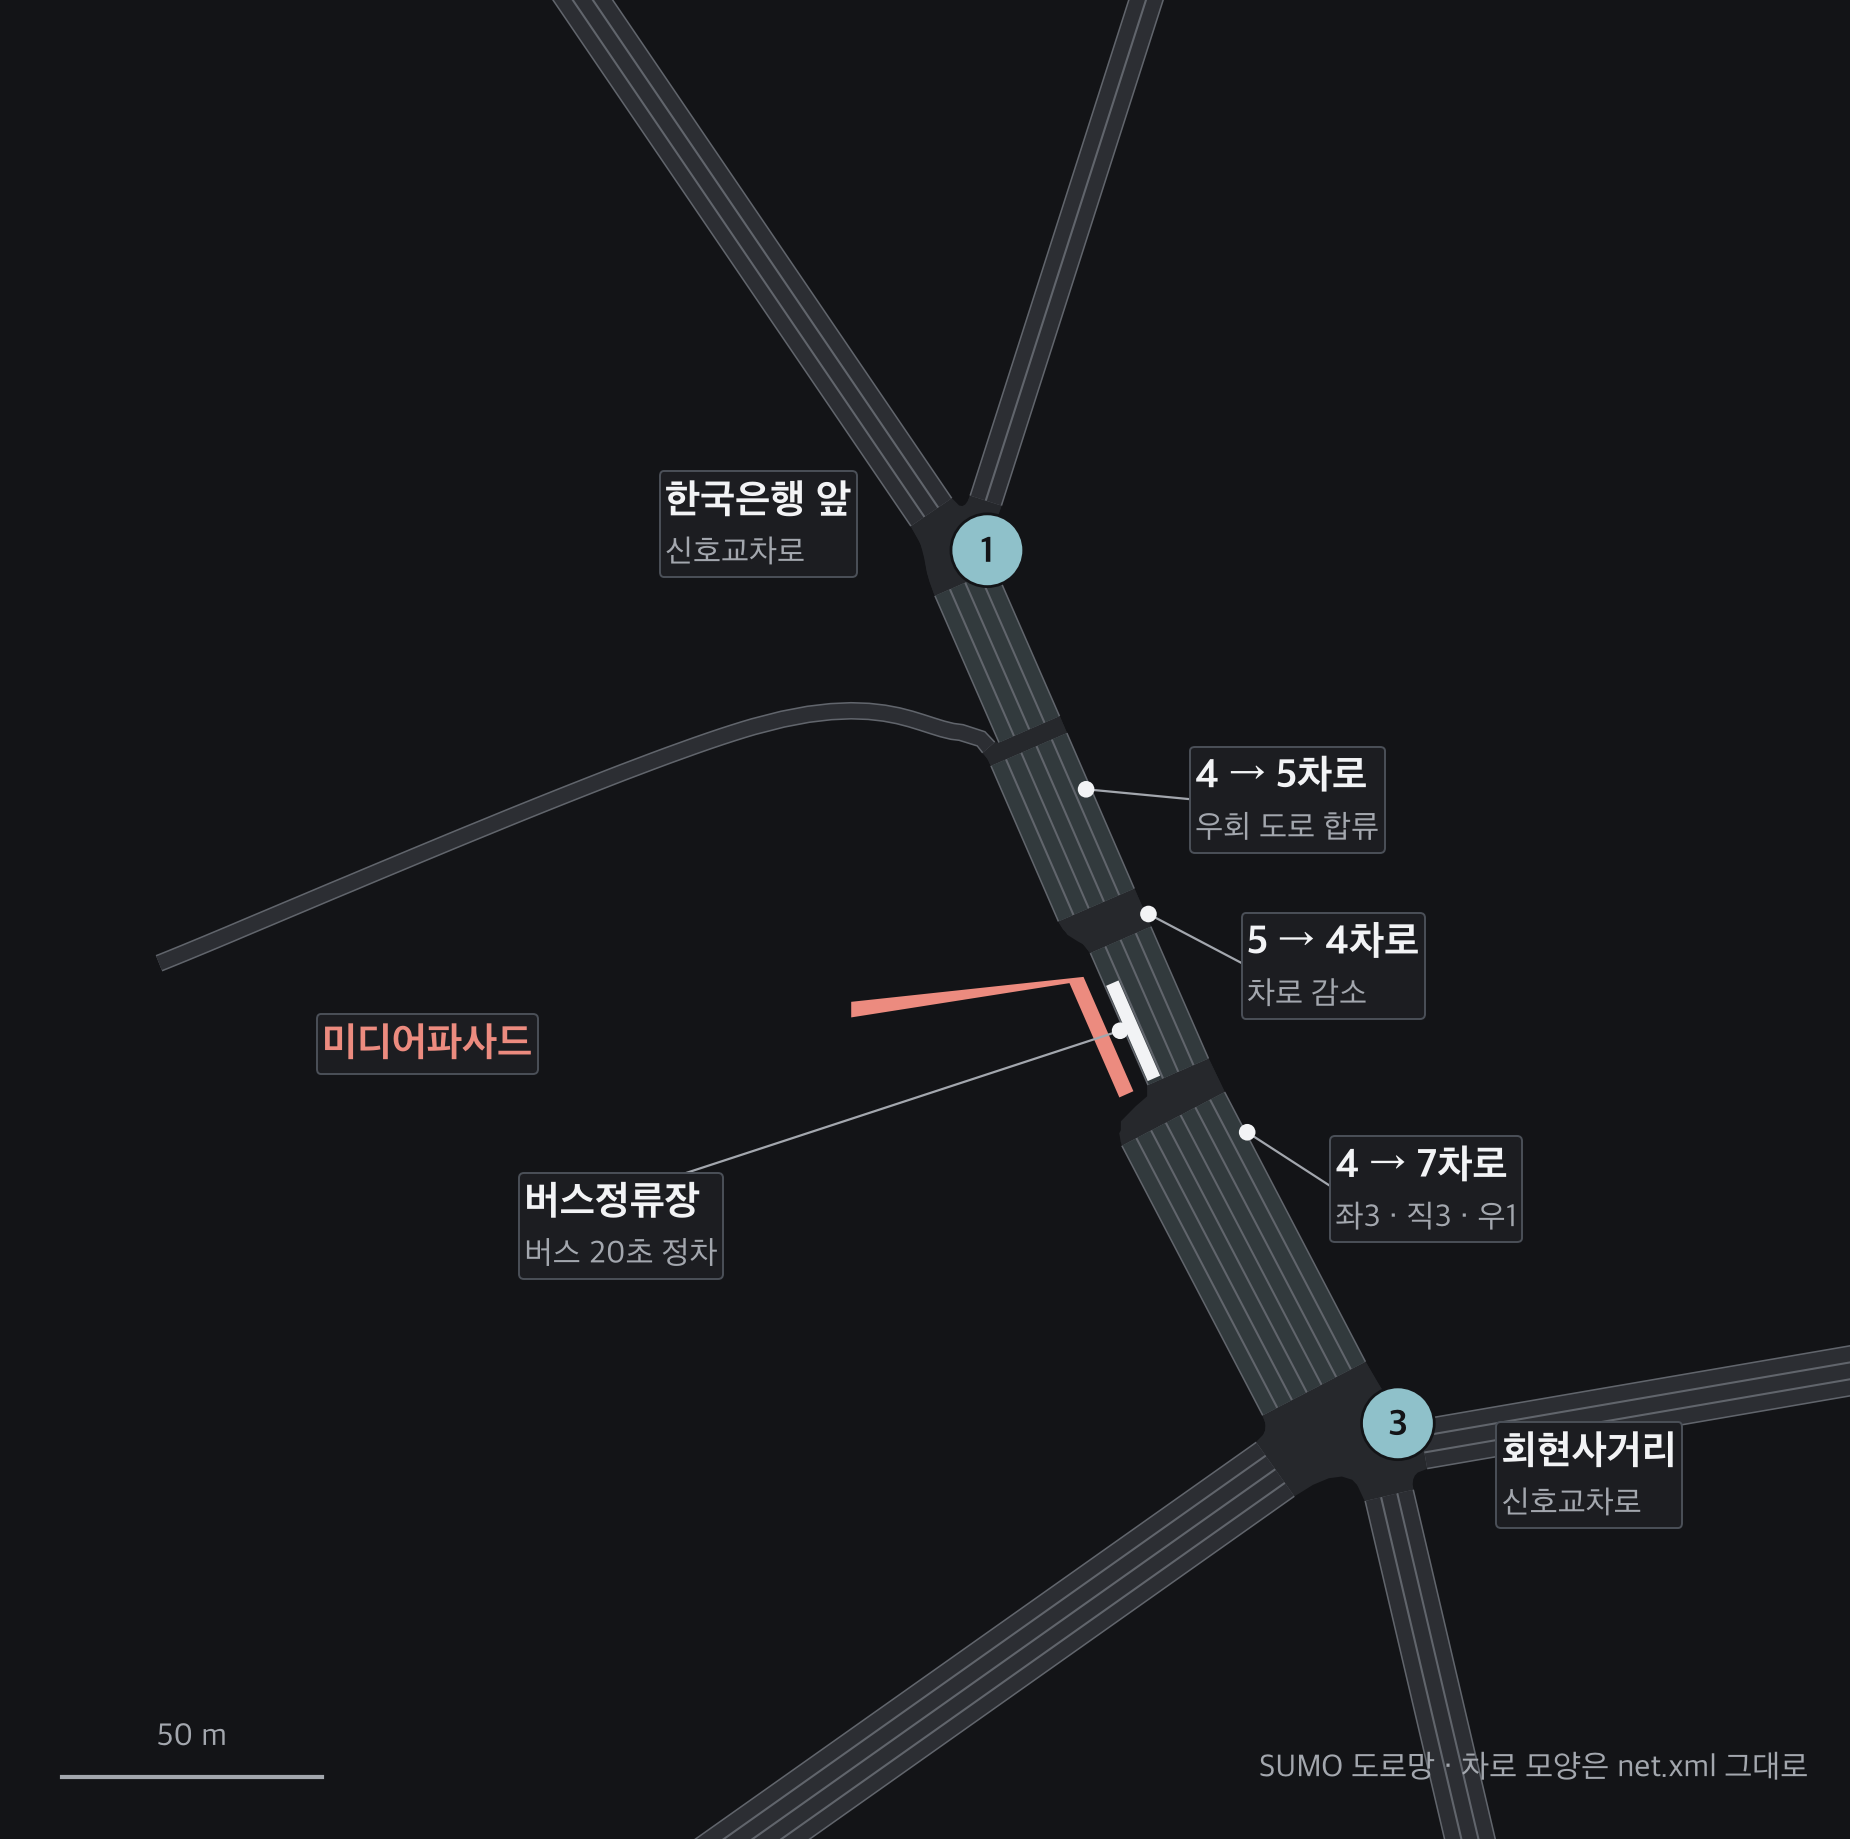 한국은행 앞
신호교차로
1
4 → 5차로
우회 도로 합류
5 → 4차로
차로 감소
미디어파사드
4 → 7차로
좌3 · 직3 · 우1
버스정류장
버스 20초 정차
3
회현사거리
신호교차로
50 m
SUMO 도로망 · 차로 모양은 net.xml 그대로